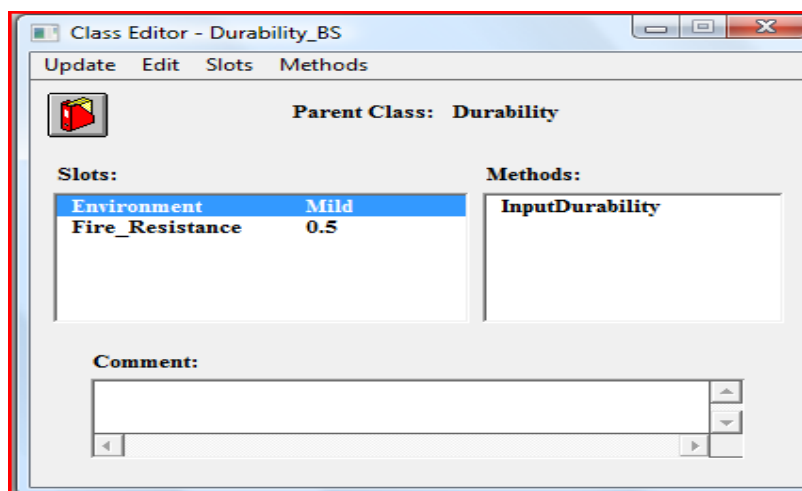 Class Editor - Durability_BS
Update Edit Slots Methods
Parent Class: Durability
Slots: Methods:
Environment Mild InputDurability
Fire_Resistance 0.5
Comment: